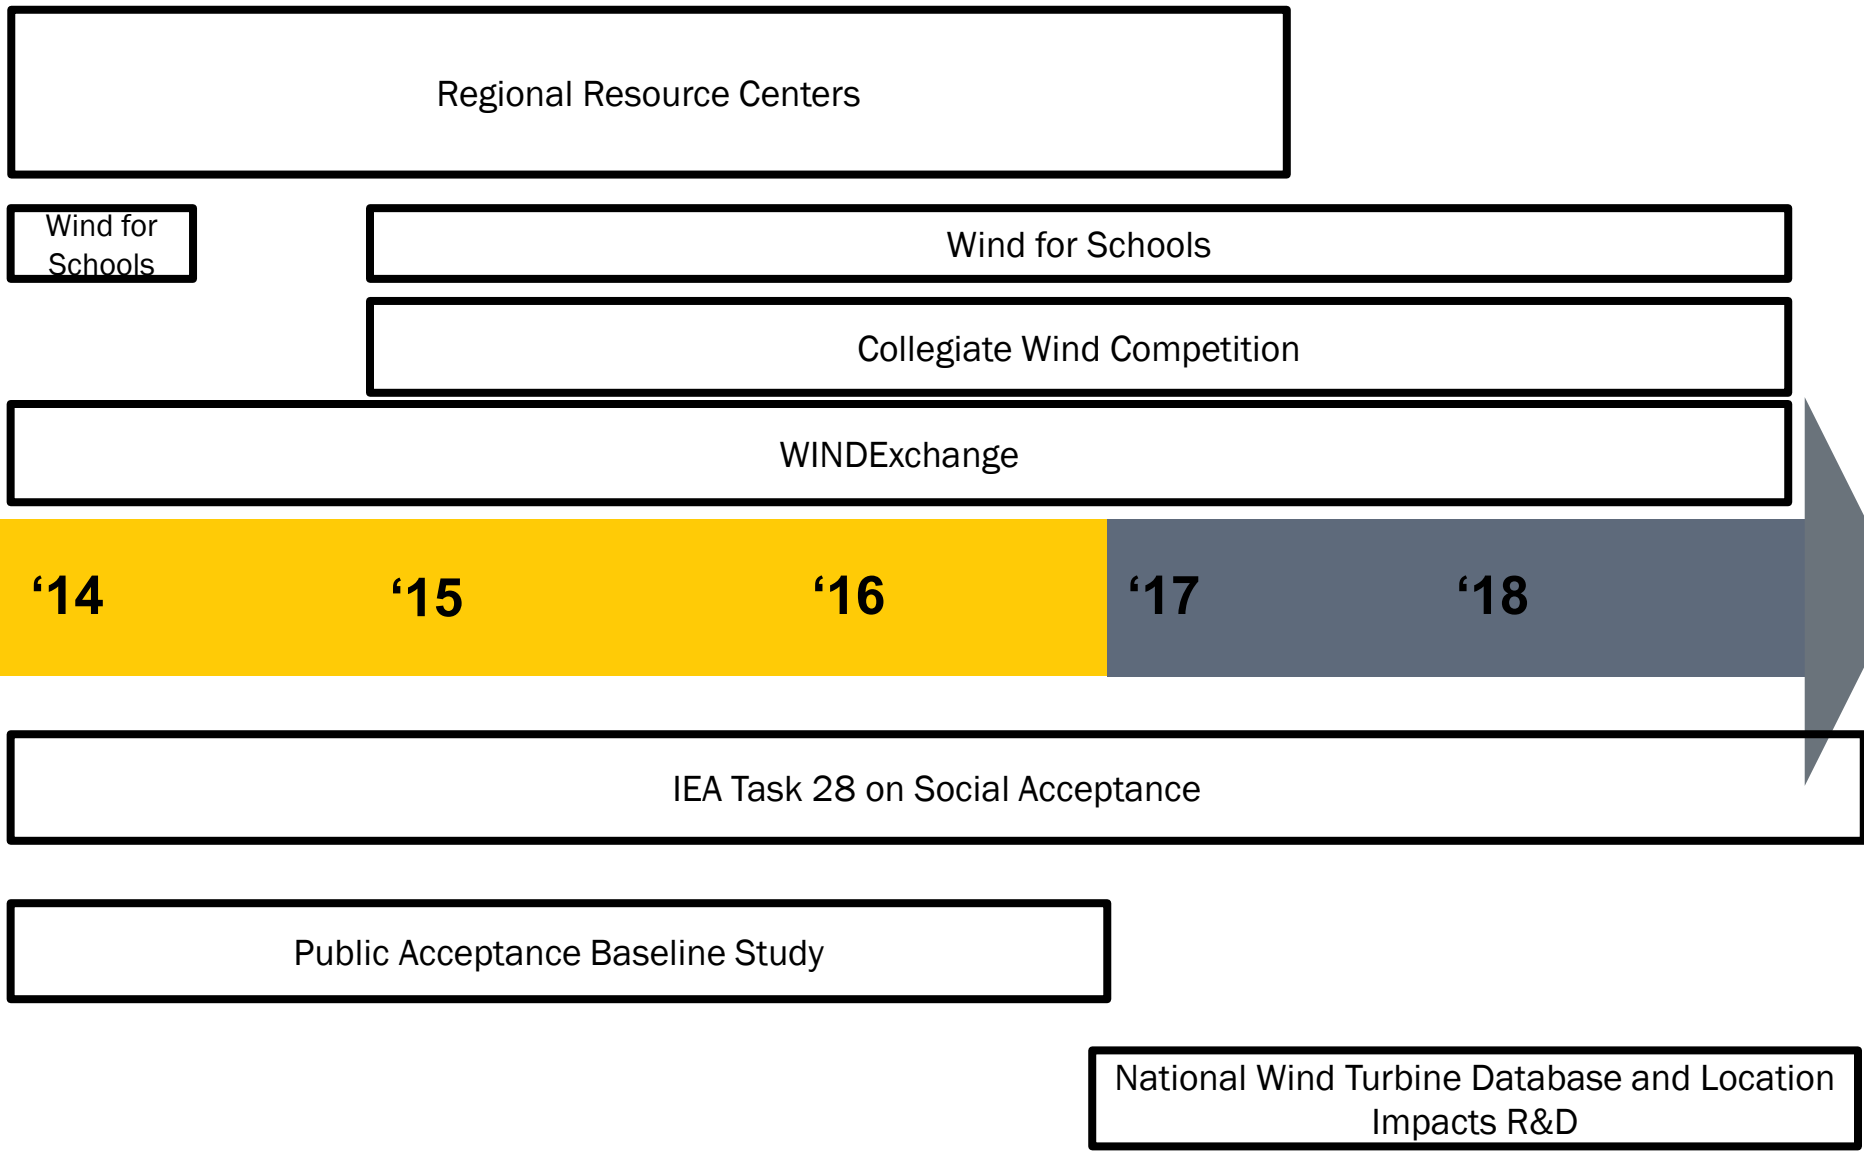 Regional Resource Centers
Wind for
Schools
Wind for Schools
Collegiate Wind Competition
WINDExchange
‘14
‘15
‘16
‘17
‘18
IEA Task 28 on Social Acceptance
Public Acceptance Baseline Study
National Wind Turbine Database and Location
Impacts R&D